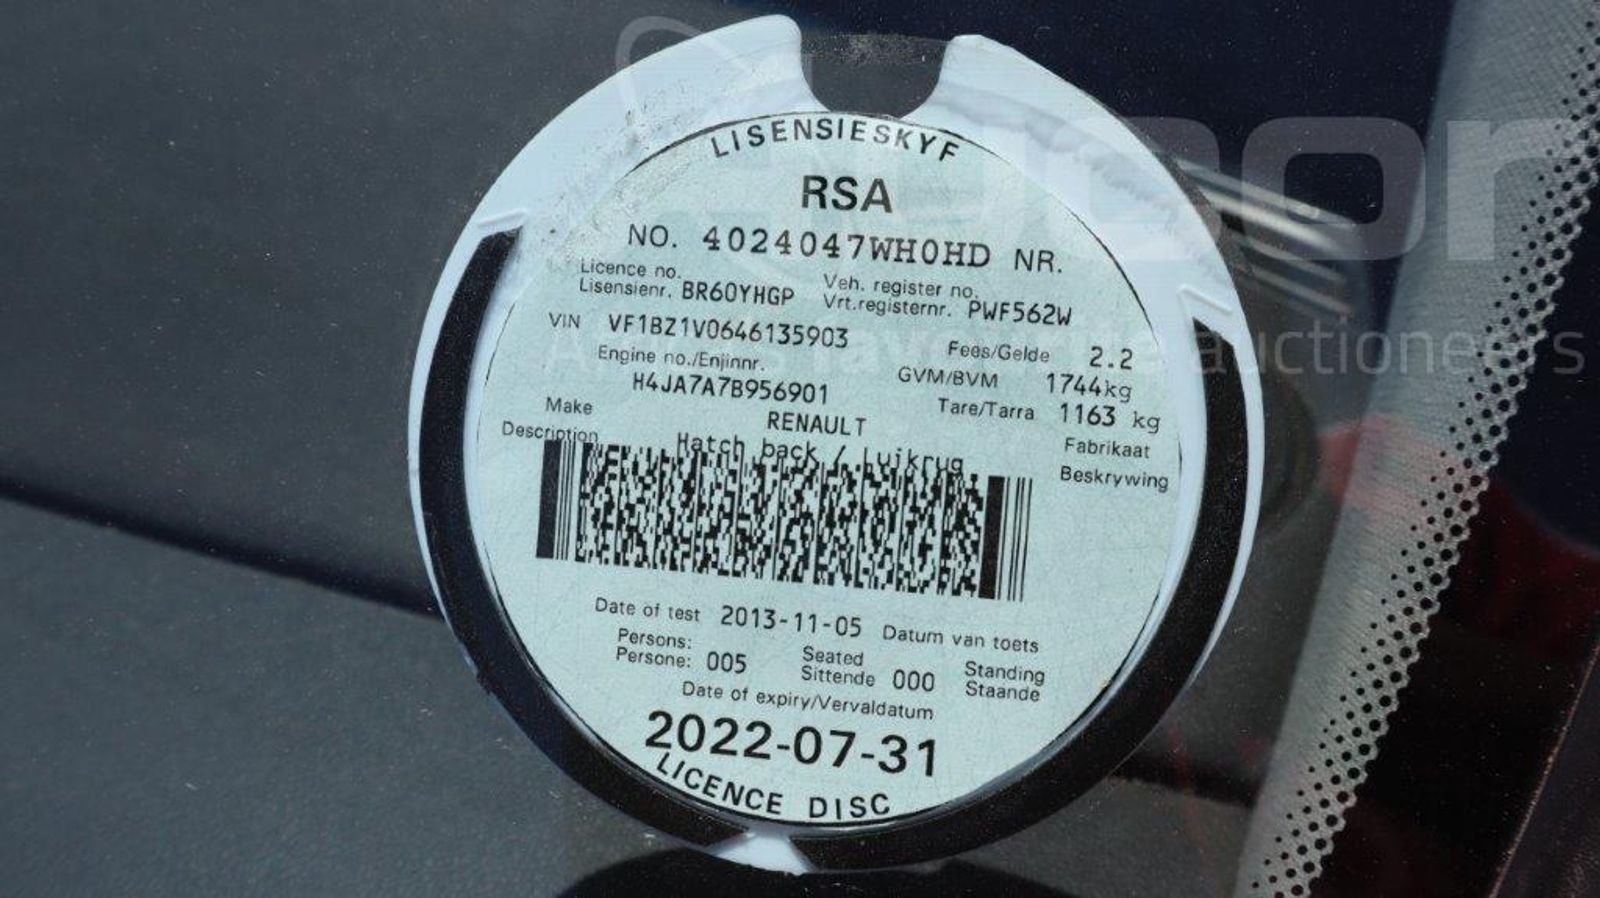 LISENSIESKYF
RSA
NO. 4024047WH0HD NR.
Licence no. Veh. register no.
Lisensienr. BR60YHGP Vrt.registernr. PWF562W
VIN VF1BZ1V0646135903
Fees/Gelde 2.2
Engine no./Enjinnr. GVM/BVM 1744kg
H4JA7A7B956901 Tare/Tarra 1163 kg
Make RENAULT Fabrikaat
Description Hatch back / Luikrug Beskrywing
Date of test 2013-11-05 Datum van toets
Persons: Seated Standing
Persone: 005 Sittende 000 Staande
Date of expiry/Vervaldatum
2022-07-31
LICENCE DISC
auctioneers